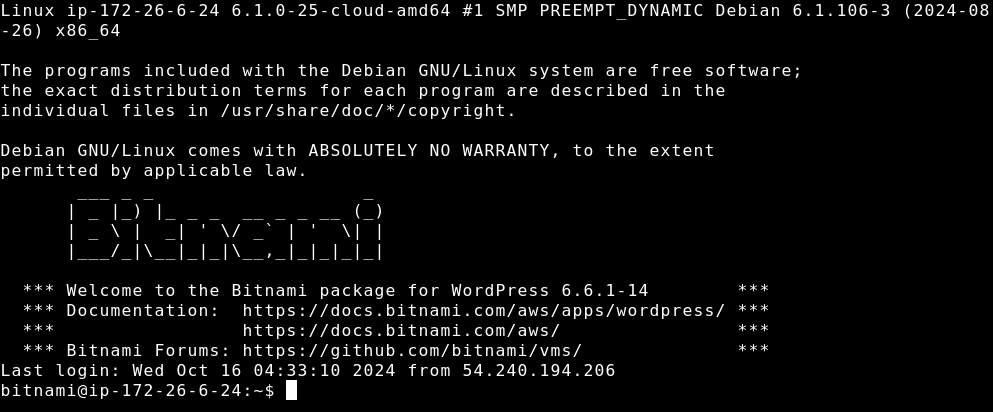 Linux ip-172-26-6-24 6.1.0-25-cloud-amd64 #1 SMP PREEMPT_DYNAMIC Debian 6.1.106-3 (2024-08
-26) x86_64
The programs included with the Debian GNU/Linux system are free software;
the exact distribution terms for each program are described in the
individual files in /usr/share/doc/*/copyright.
Debian GNU/Linux comes with ABSOLUTELY NO WARRANTY, to the extent
permitted by applicable law.
       ___ _ _                   _
      | _ |_) |_ _ _  __ _ _ __ (_)
      | _ \ |  _| ' \/ _` | '  \| |
      |___/_|\__|_|_|\__,_|_|_|_|_|
  *** Welcome to the Bitnami package for WordPress 6.6.1-14        ***
  *** Documentation:  https://docs.bitnami.com/aws/apps/wordpress/ ***
  ***                 https://docs.bitnami.com/aws/                ***
  *** Bitnami Forums: https://github.com/bitnami/vms/              ***
Last login: Wed Oct 16 04:33:10 2024 from 54.240.194.206
bitnami@ip-172-26-6-24:~$